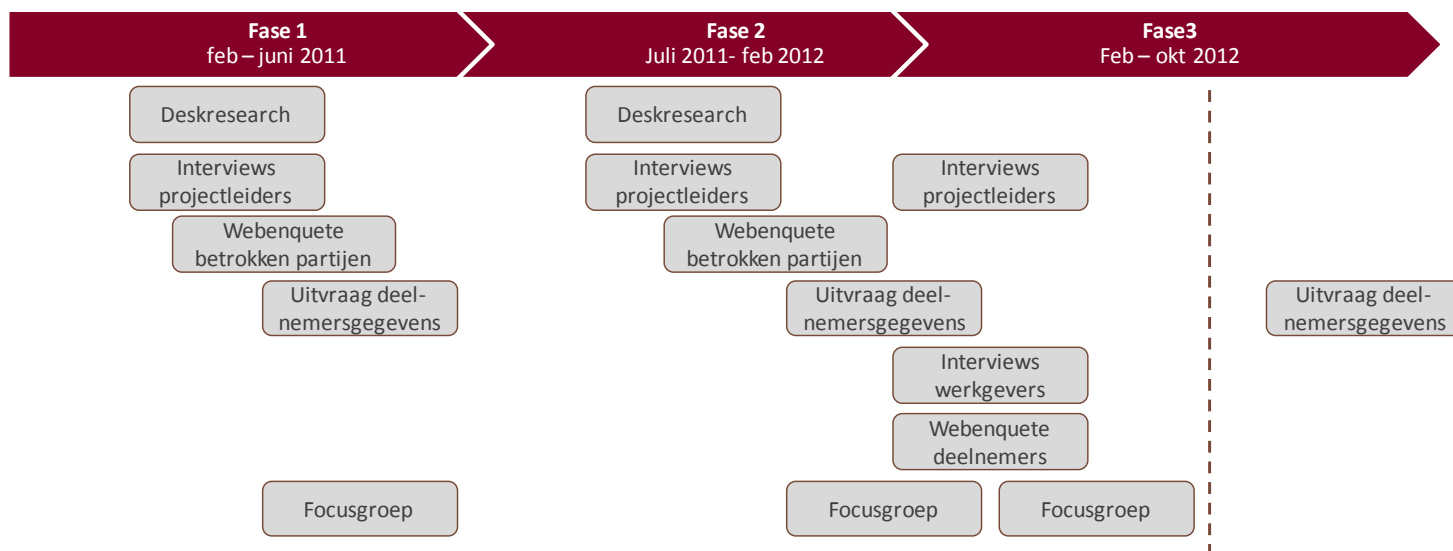 Fase 1
feb – juni 2011
Fase 2
Juli 2011- feb 2012
Fase3
Feb – okt 2012
Deskresearch
Deskresearch
Interviews
projectleiders
Interviews
projectleiders
Interviews
projectleiders
Webenquete
betrokken partijen
Webenquete
betrokken partijen
Uitvraag deel-
nemersgegevens
Uitvraag deel-
nemersgegevens
Uitvraag deel-
nemersgegevens
Interviews
werkgevers
Webenquete
deelnemers
Focusgroep
Focusgroep
Focusgroep